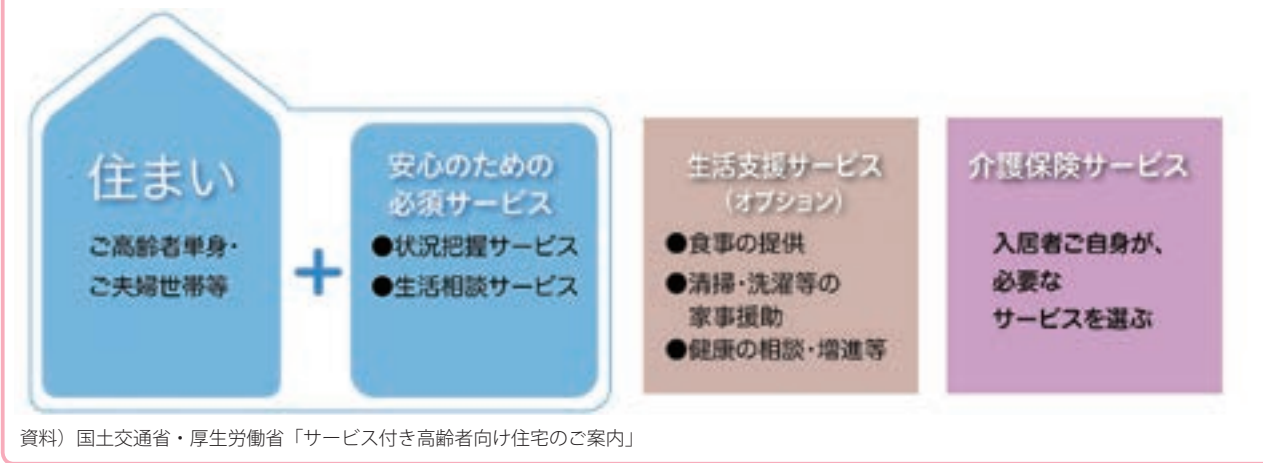 住まい
ご高齢者単身・
ご夫婦世帯等
+
安心のための
必須サービス
●状況把握サービス
●生活相談サービス
生活支援サービス
（オプション）
●食事の提供
●清掃・洗濯等の
家事援助
●健康の相談・増進等
介護保険サービス
入居者ご自身が、
必要な
サービスを選ぶ
資料）国土交通省・厚生労働省「サービス付き高齢者向け住宅のご案内」